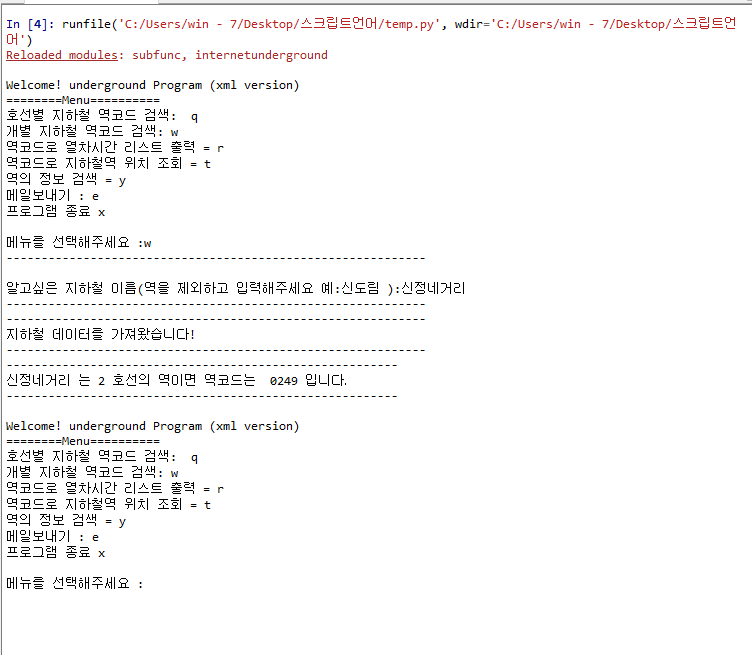 In [4]: runfile('C:/Users/win - 7/Desktop/스크립트언어/temp.py', wdir='C:/Users/win - 7/Desktop/스크립트언
어')
Reloaded modules: subfunc, internetunderground
Welcome! underground Program (xml version)
========Menu==========
호선별 지하철 역코드 검색:  q
개별 지하철 역코드 검색: w
역코드로 열차시간 리스트 출력 = r
역코드로 지하철역 위치 조회 = t
역의 정보 검색 = y
메일보내기 : e
프로그램 종료 x
메뉴를 선택해주세요 :w
------------------------------------------------------------
알고싶은 지하철 이름(역을 제외하고 입력해주세요 예:신도림 ):신정네거리
------------------------------------------------------------
------------------------------------------------------------
지하철 데이터를 가져왔습니다!
------------------------------------------------------------
--------------------------------------------------------
신정네거리 는 2 호선의 역이면 역코드는  0249 입니다.
--------------------------------------------------------
Welcome! underground Program (xml version)
========Menu==========
호선별 지하철 역코드 검색:  q
개별 지하철 역코드 검색: w
역코드로 열차시간 리스트 출력 = r
역코드로 지하철역 위치 조회 = t
역의 정보 검색 = y
메일보내기 : e
프로그램 종료 x
메뉴를 선택해주세요 :